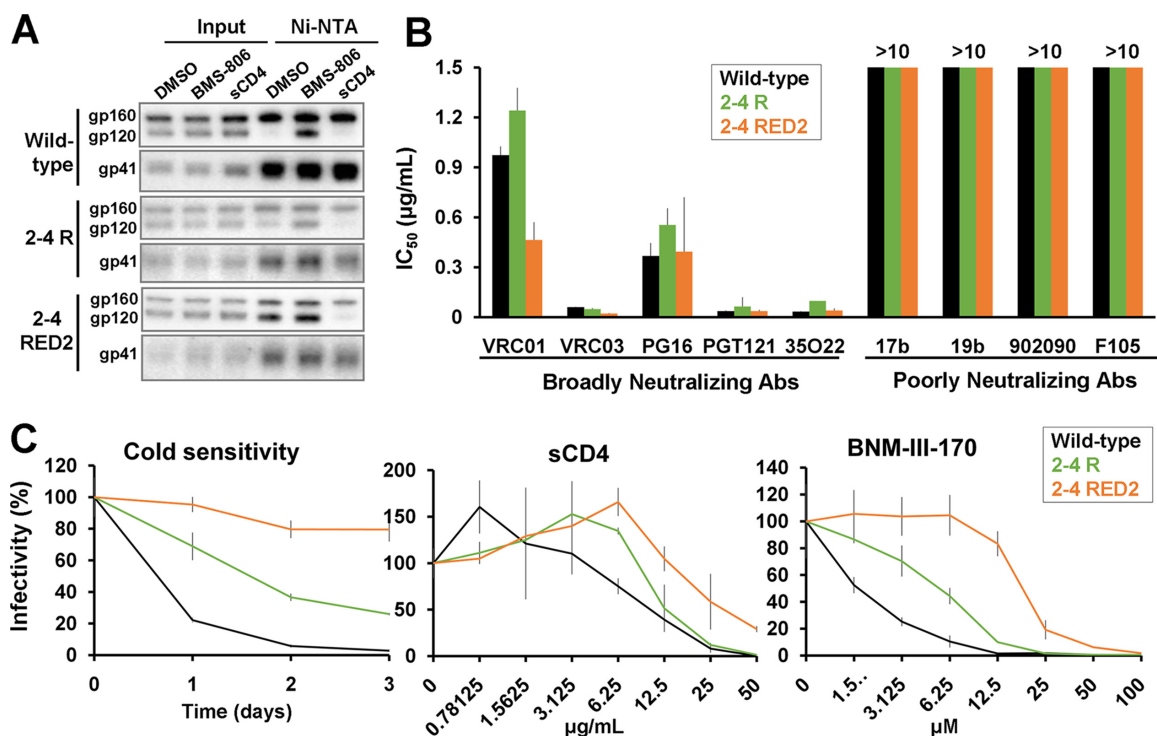 A
Input Ni-NTA
DMSO BMS-806 sCD4 DMSO BMS-806 sCD4
Wild-type
gp160
gp120
gp41
2-4 R
gp160
gp120
gp41
2-4 RED2
gp160
gp120
gp41
B
>10 >10 >10 >10
Wild-type
2-4 R
2-4 RED2
IC50 (µg/mL)
1.5
1.2
0.9
0.6
0.3
0
VRC01 VRC03 PG16 PGT121 35O22 17b 19b 902090 F105
Broadly Neutralizing Abs Poorly Neutralizing Abs
C
Cold sensitivity
Infectivity (%)
120
100
80
60
40
20
0
0 1 2 3
Time (days)
sCD4
200
150
100
50
0
0 0.78125 1.5625 3.125 6.25 12.5 25 50
µg/mL
BNM-III-170
Wild-type
2-4 R
2-4 RED2
140
120
100
80
60
40
20
0
0 1.5.. 3.125 6.25 12.5 25 50 100
µM